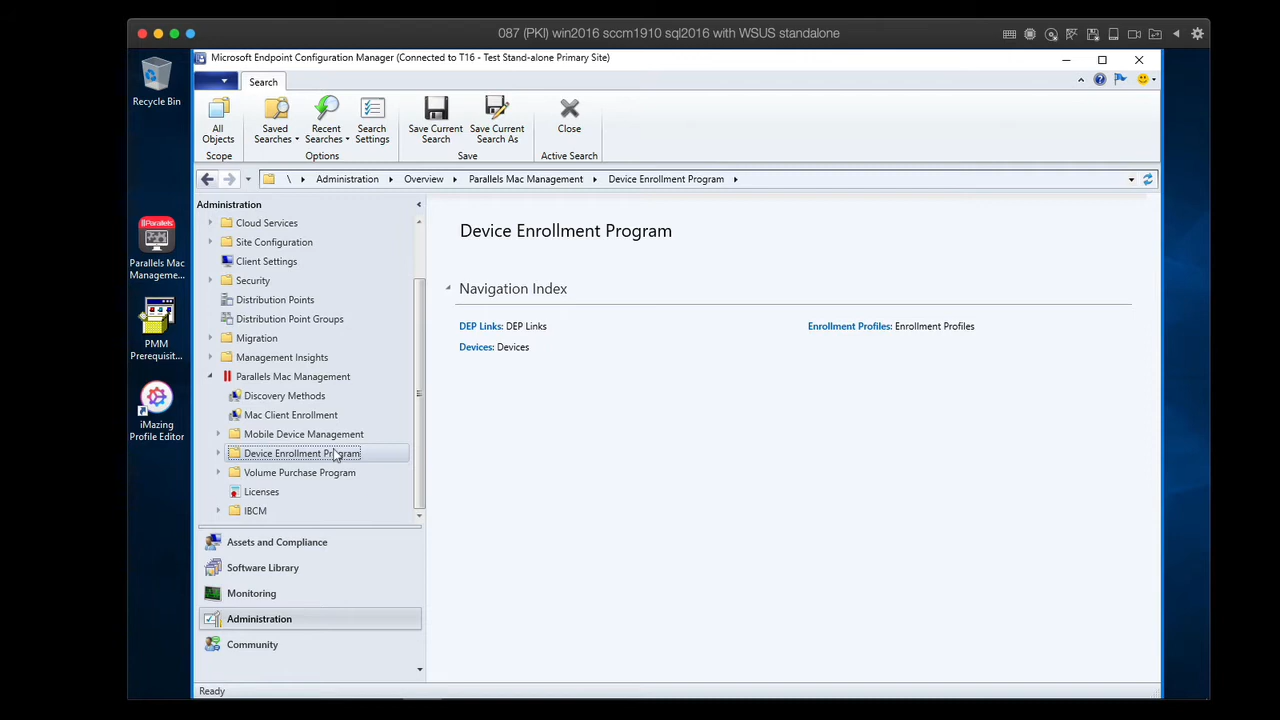 087 (PKI) win2016 sccm1910 sql2016 with WSUS standalone
Recycle Bin
Parallels
Parallels Mac
Manageme...
PMM
Prerequisit...
iMazing
Profile Editor
Microsoft Endpoint Configuration Manager (Connected to T16 - Test Stand-alone Primary Site)
Search
All
Objects
Saved
Searches
Recent
Searches
Search
Settings
Save Current
Search
Save Current
Search As
Close
Scope
Options
Save
Active Search
\ Administration Overview Parallels Mac Management Device Enrollment Program
Administration
Cloud Services
Site Configuration
Client Settings
Security
Distribution Points
Distribution Point Groups
Migration
Management Insights
Parallels Mac Management
Discovery Methods
Mac Client Enrollment
Mobile Device Management
Device Enrollment Program
Volume Purchase Program
Licenses
IBCM
Assets and Compliance
Software Library
Monitoring
Administration
Community
Device Enrollment Program
Navigation Index
DEP Links: DEP Links
Enrollment Profiles: Enrollment Profiles
Devices: Devices
Ready